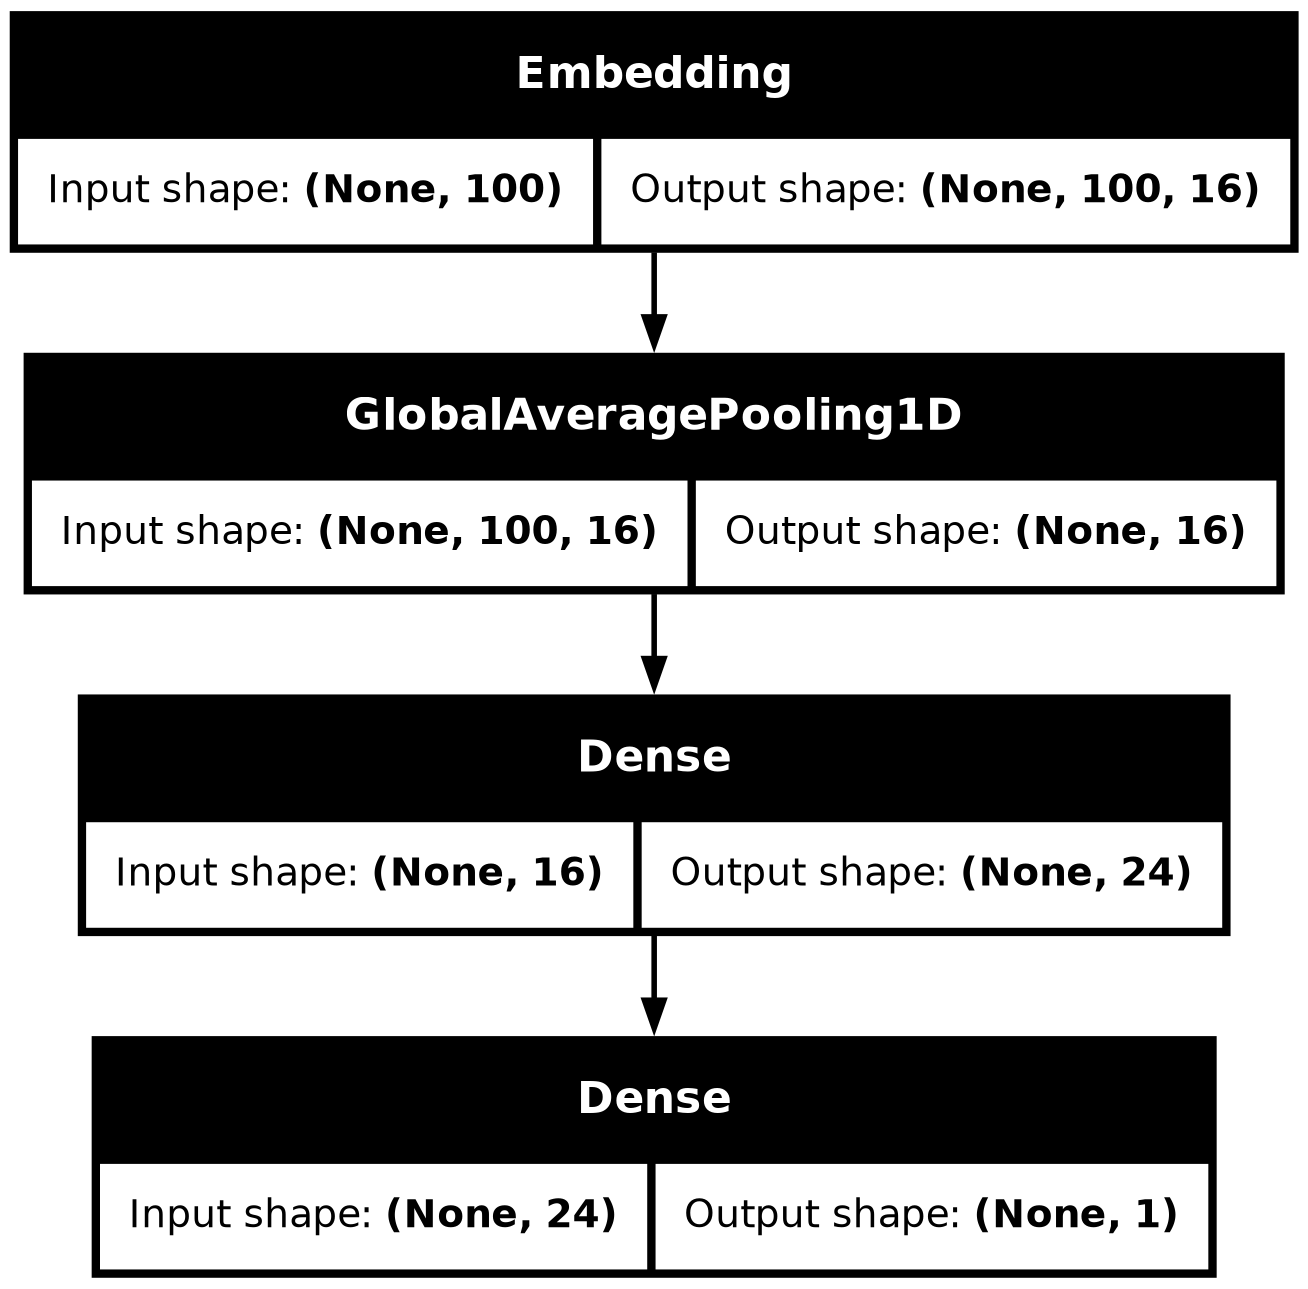 Embedding
Input shape: (None, 100) Output shape: (None, 100, 16)
GlobalAveragePooling1D
Input shape: (None, 100, 16) Output shape: (None, 16)
Dense
Input shape: (None, 16) Output shape: (None, 24)
Dense
Input shape: (None, 24) Output shape: (None, 1)